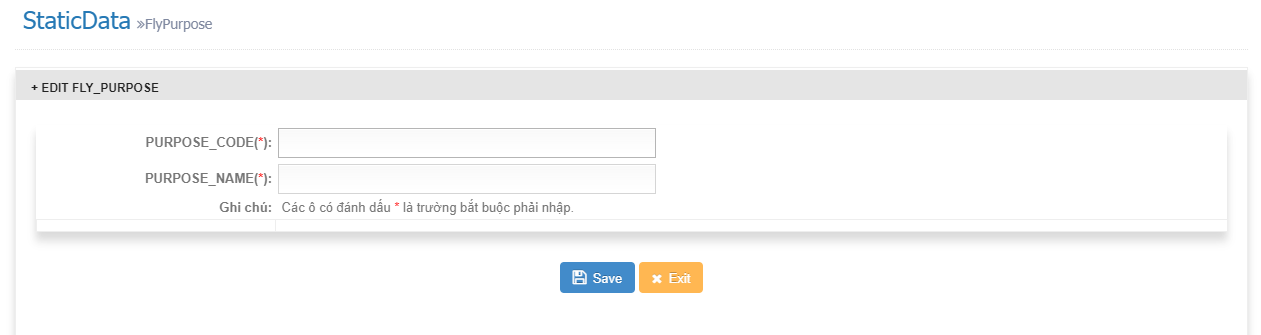 StaticData »FlyPurpose
+ EDIT FLY_PURPOSE
PURPOSE_CODE(*):
PURPOSE_NAME(*):
Ghi chú: Các ô có đánh dấu * là trường bắt buộc phải nhập.
Save Exit